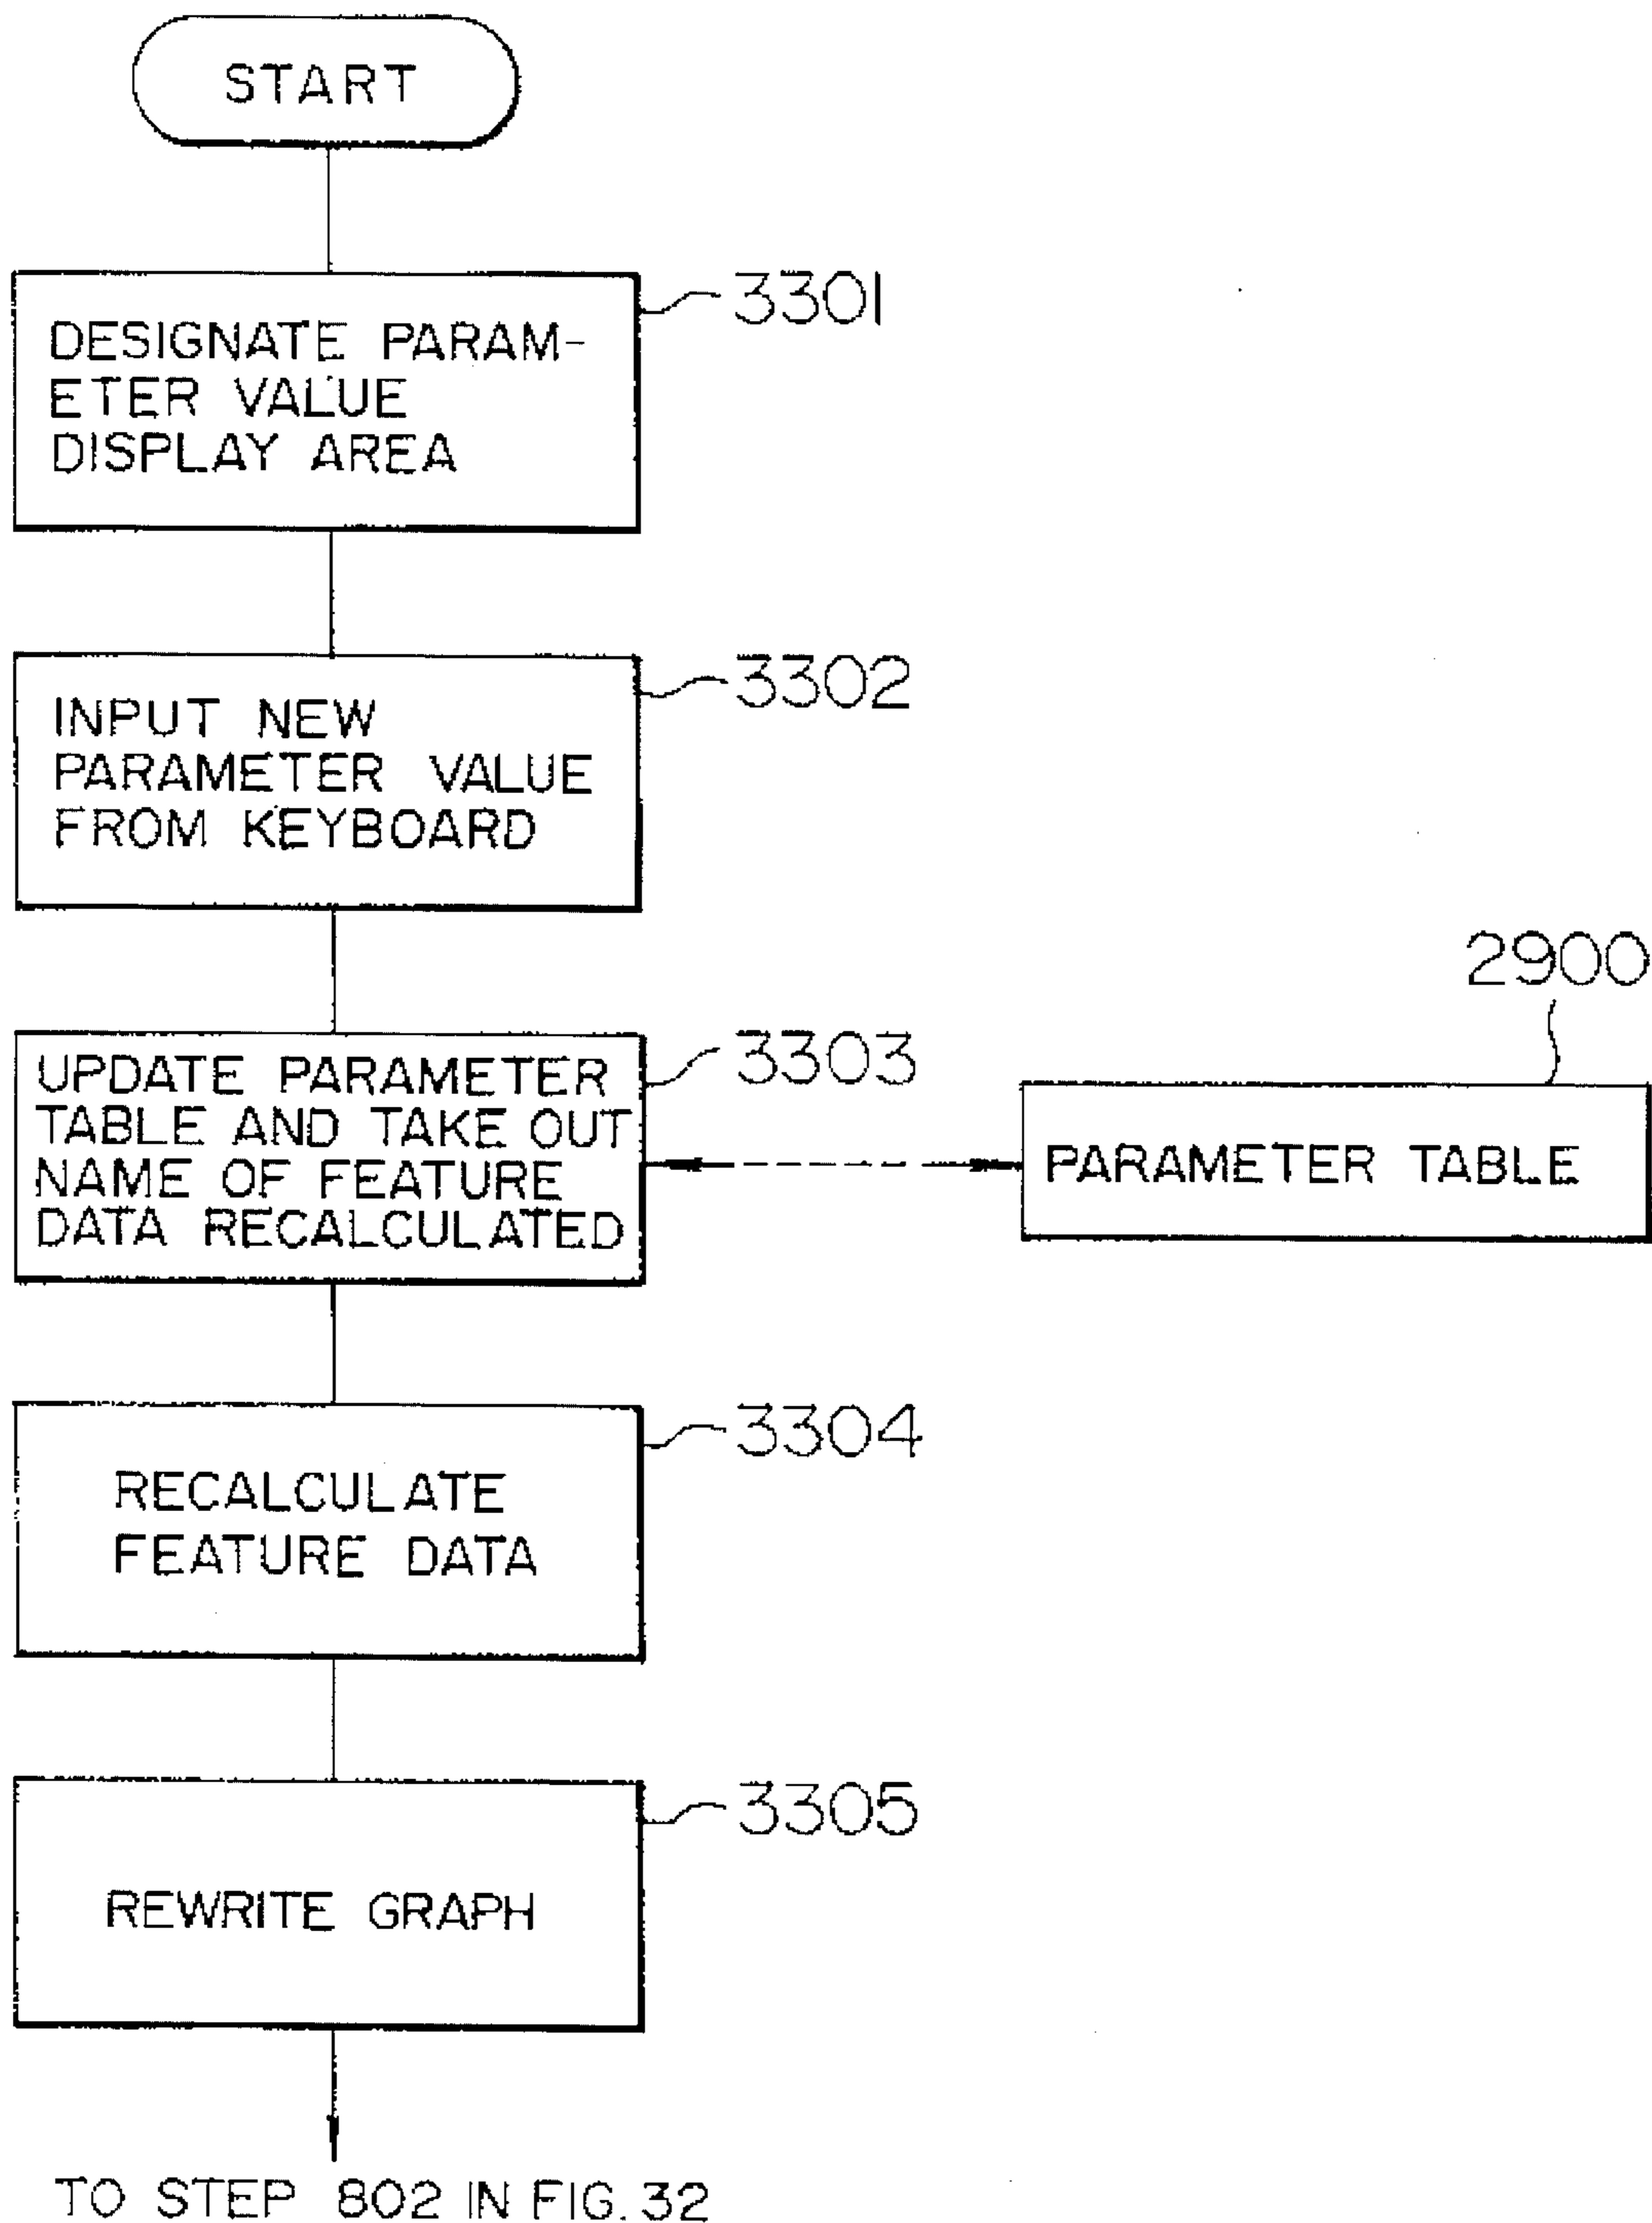 START
3301
DESIGNATE PARAM-
ETER VALUE
DISPLAY AREA
3302
INPUT NEW
PARAMETER VALUE
FROM KEYBOARD
2900
3303
UPDATE PARAMETER
TABLE AND TAKE OUT
NAME OF FEATURE
DATA RECALCULATED
PARAMETER TABLE
3304
RECALCULATE
FEATURE DATA
3305
REWRITE GRAPH
TO STEP 802 IN FIG. 32